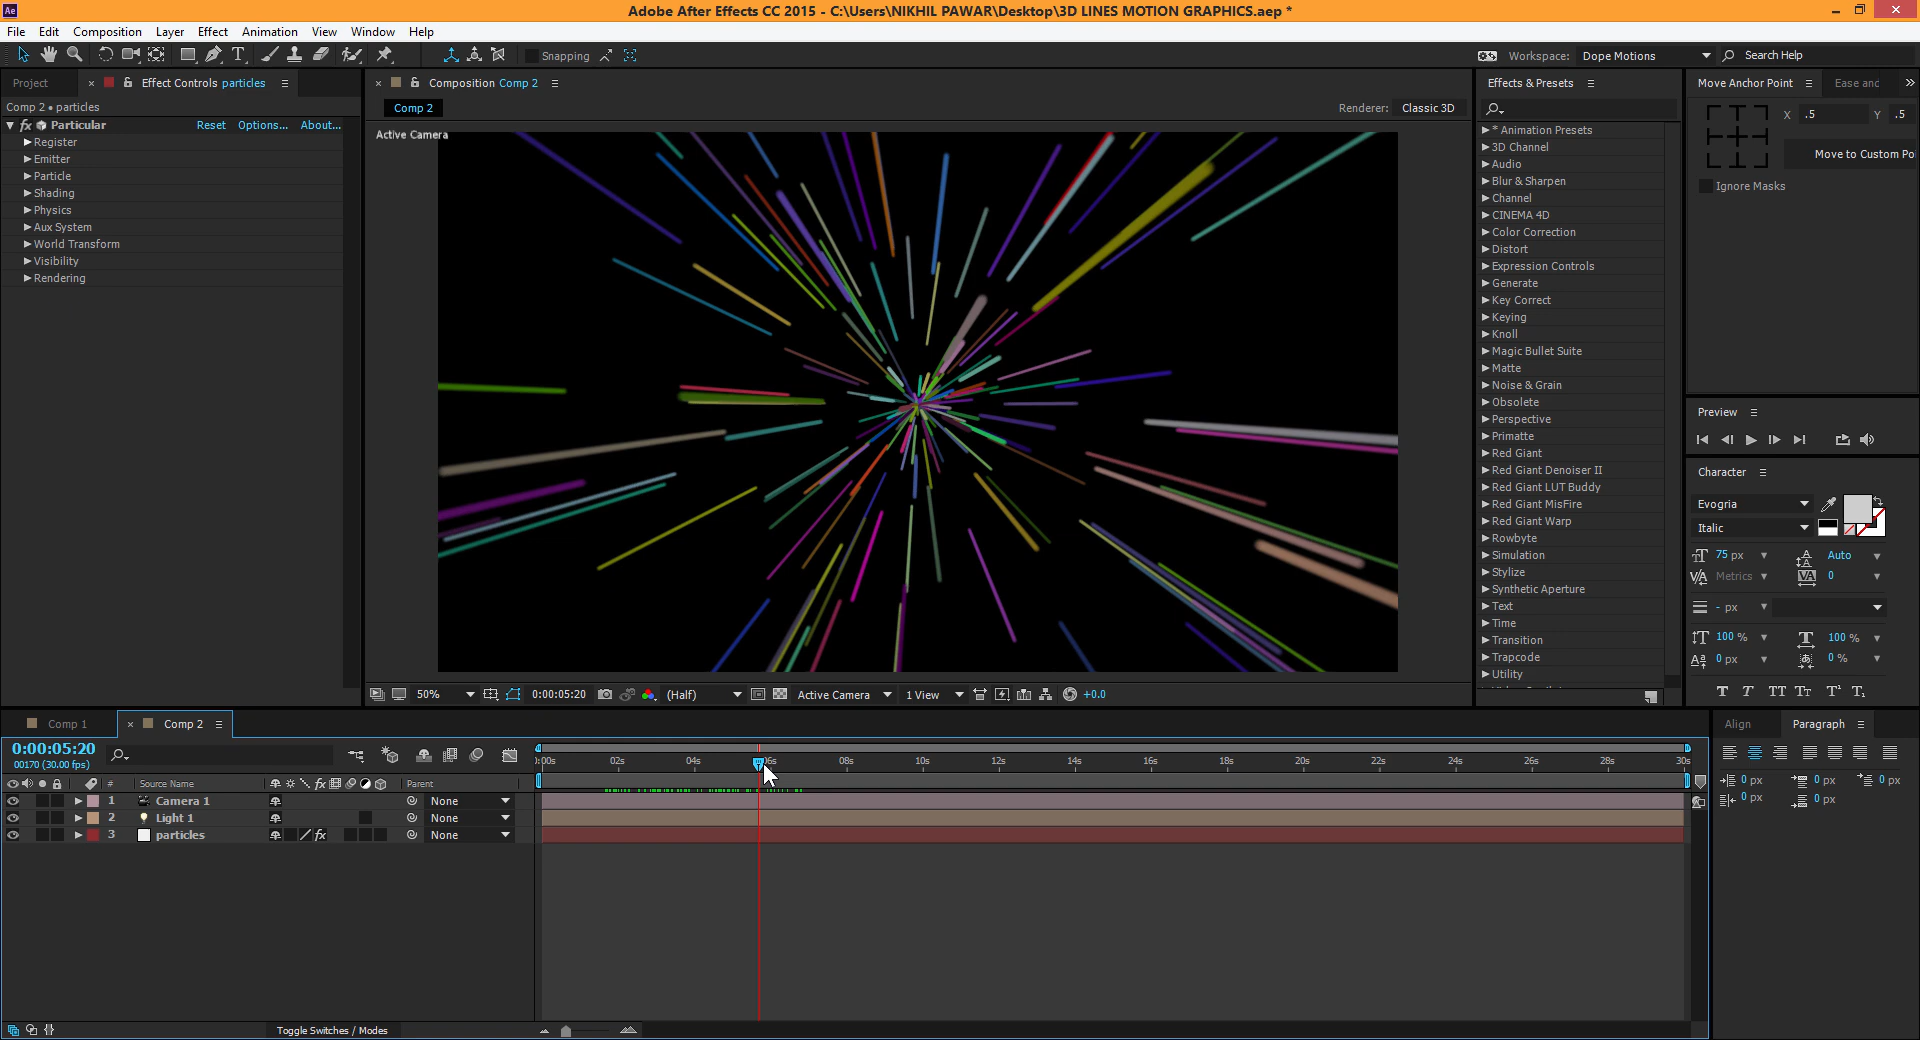 Ae Adobe After Effects CC 2015 - C:\Users\NIKHIL PAWAR\Desktop\3D LINES MOTION GRAPHICS.aep *
File Edit Composition Layer Effect Animation View Window Help
Snapping Workspace: Dope Motions Search Help
Project Effect Controls particles
Comp 2 • particles
fx Particular Reset Options... About...
Register
Emitter
Particle
Shading
Physics
Aux System
World Transform
Visibility
Rendering
Composition Comp 2
Comp 2 Renderer: Classic 3D
Active Camera
50% 0:00:05:20 (Half) Active Camera 1 View +0.0
Effects & Presets
* Animation Presets
3D Channel
Audio
Blur & Sharpen
Channel
CINEMA 4D
Color Correction
Distort
Expression Controls
Generate
Key Correct
Keying
Knoll
Magic Bullet Suite
Matte
Noise & Grain
Obsolete
Perspective
Primatte
Red Giant
Red Giant Denoiser II
Red Giant LUT Buddy
Red Giant MisFire
Red Giant Warp
Rowbyte
Simulation
Stylize
Synthetic Aperture
Text
Time
Transition
Trapcode
Utility
Move Anchor Point Ease and
X .5 Y .5
Move to Custom Po
Ignore Masks
Preview
Character
Evogria
Italic
75 px Auto
Metrics 0
- px
100 % 100 %
0 px 0 %
T T TT Tr T¹ T₁
Comp 1 Comp 2
0:00:05:20
00170 (30.00 fps)
# Source Name Parent
1 Camera 1 None
2 Light 1 None
3 particles fx None
0:00s 02s 04s 06s 08s 10s 12s 14s 16s 18s 20s 22s 24s 26s 28s 30s
Toggle Switches / Modes
Align Paragraph
0 px 0 px 0 px
0 px 0 px